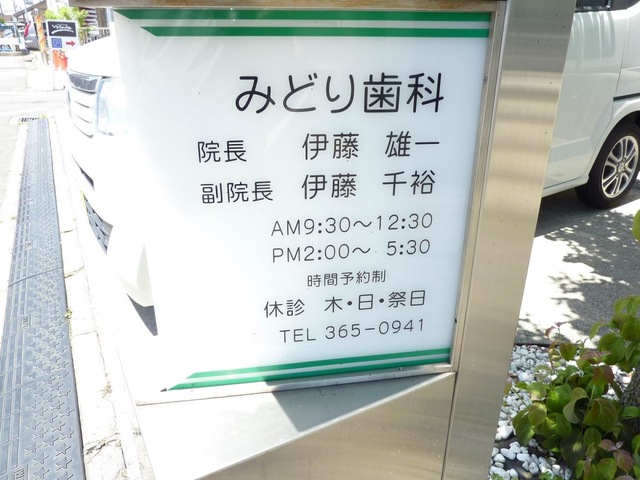 みどり歯科
院長 伊藤 雄一
副院長 伊藤 千裕
AM9:30～12:30
PM2:00～ 5:30
時間予約制
休診 木・日・祭日
TEL 365-0941